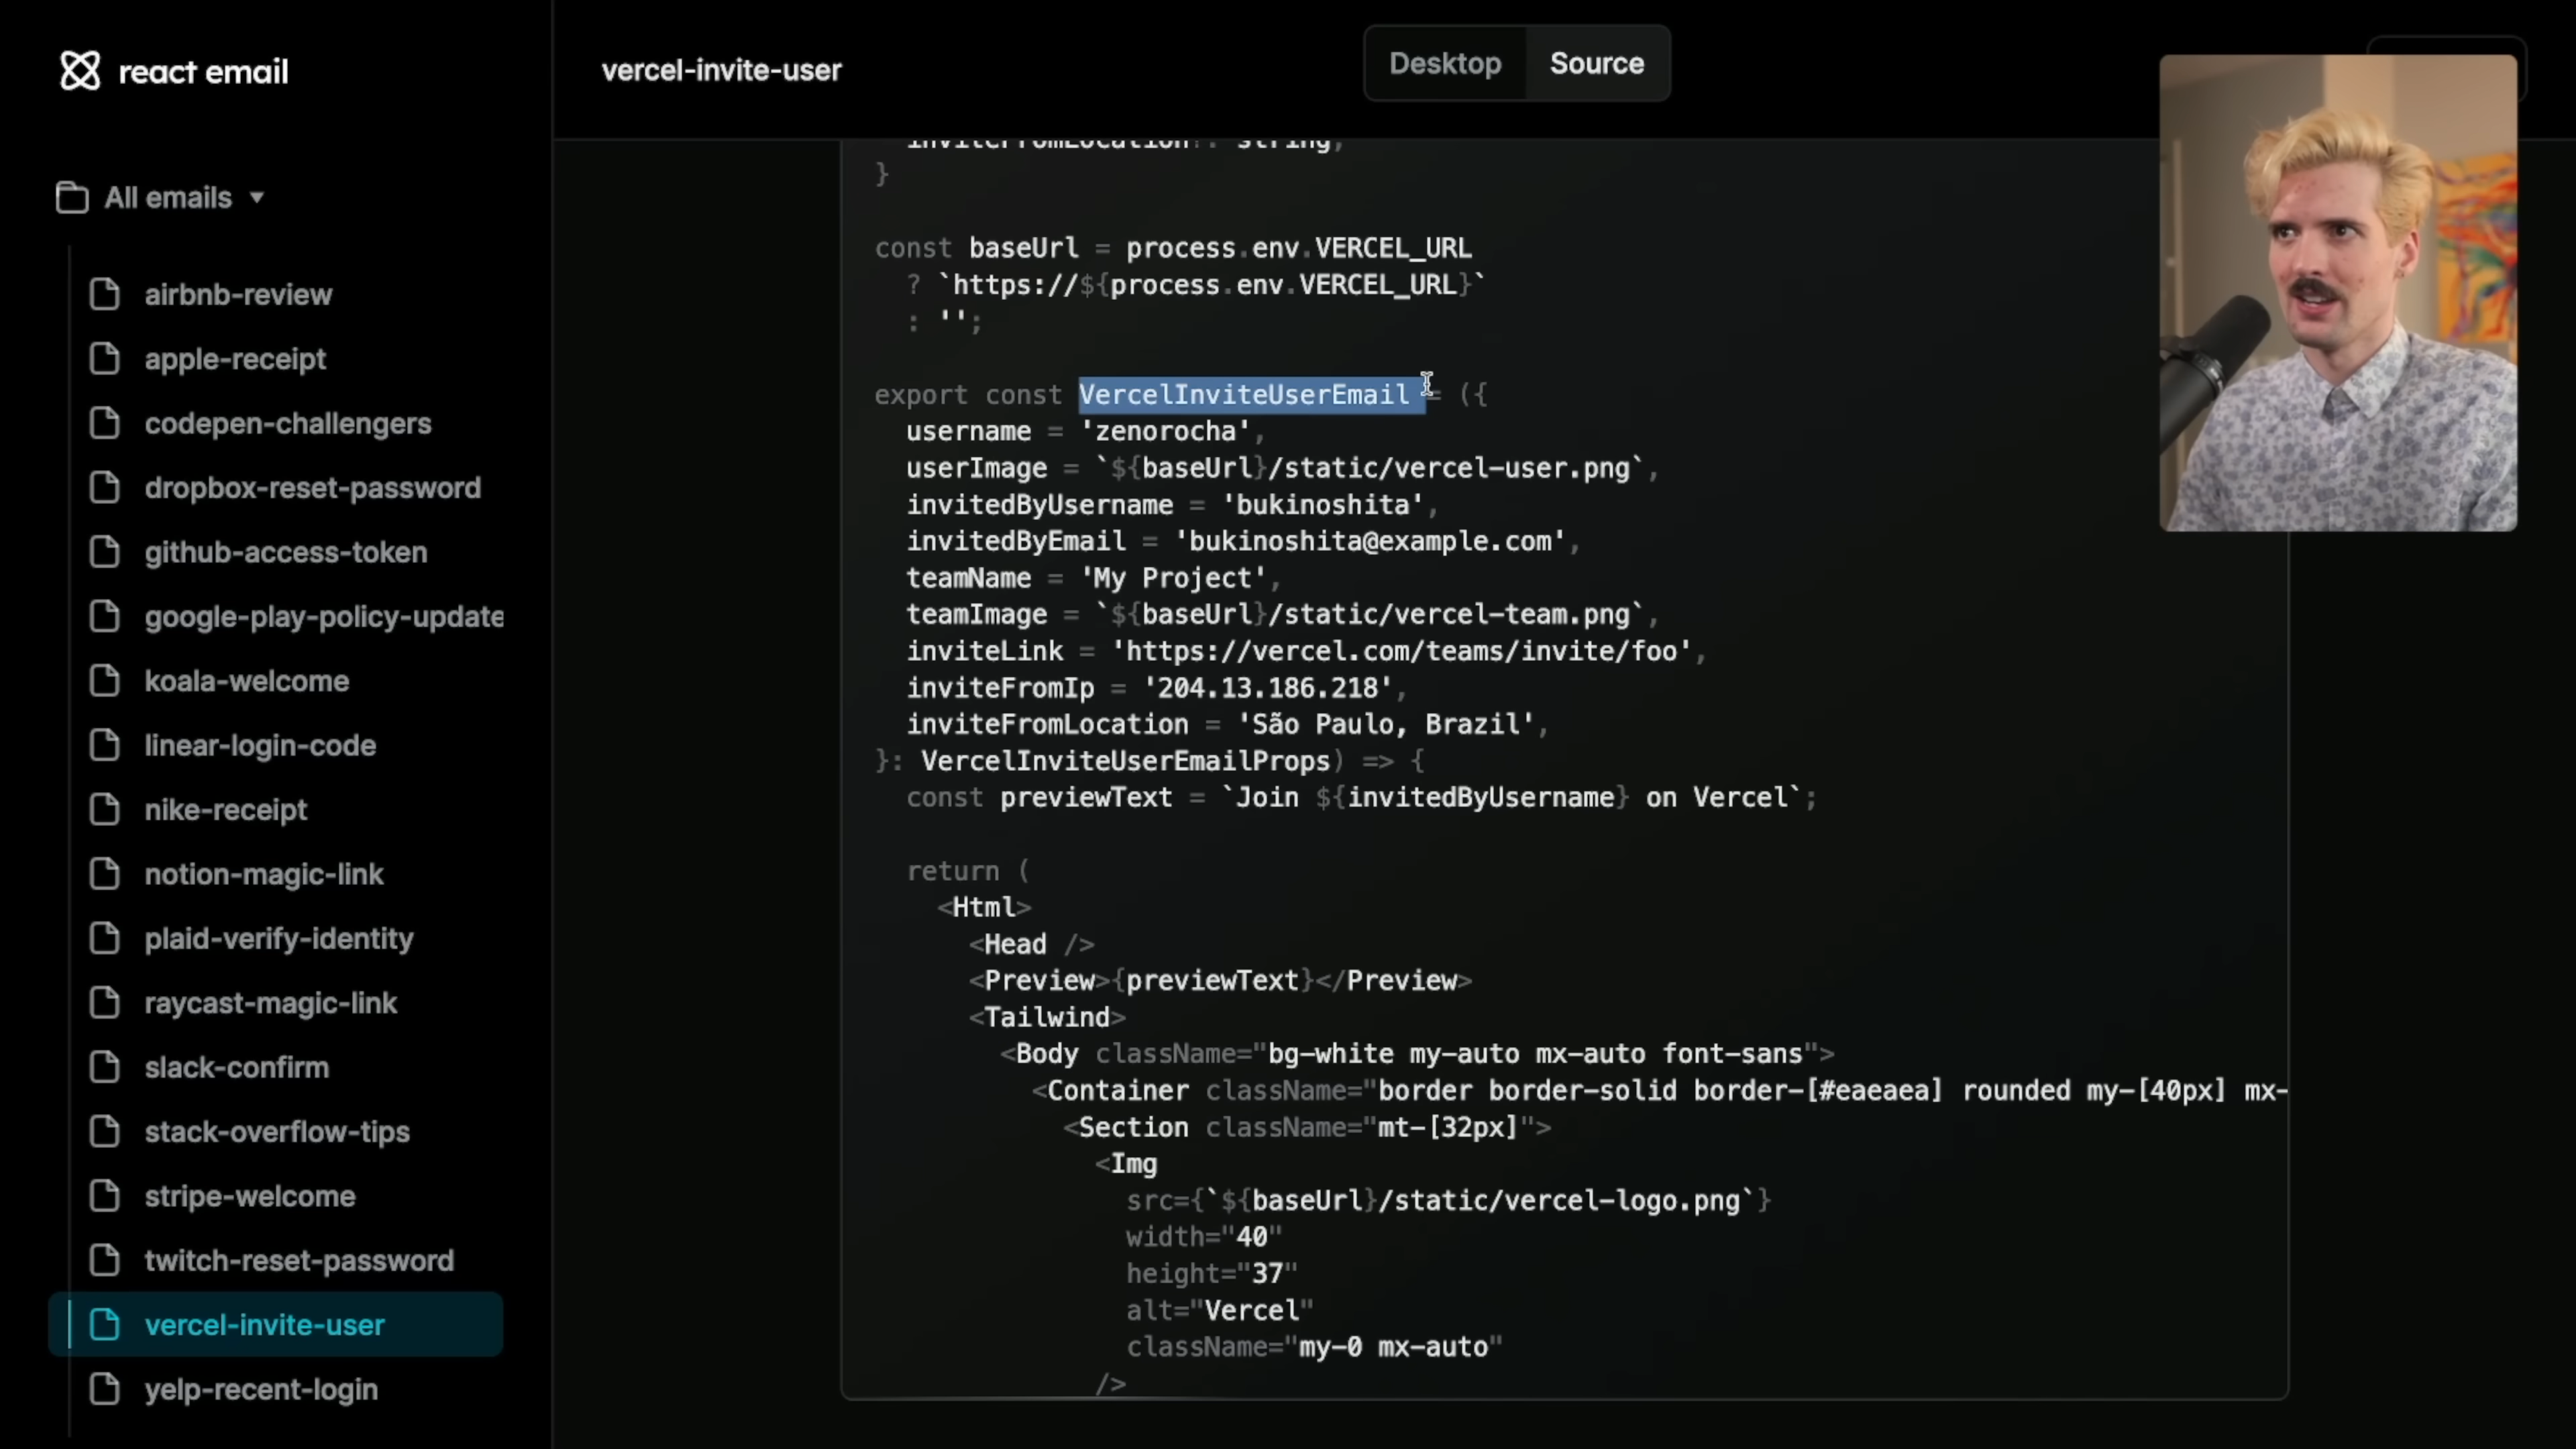 react email
All emails
airbnb-review
apple-receipt
codepen-challengers
dropbox-reset-password
github-access-token
google-play-policy-update
koala-welcome
linear-login-code
nike-receipt
notion-magic-link
plaid-verify-identity
raycast-magic-link
slack-confirm
stack-overflow-tips
stripe-welcome
twitch-reset-password
vercel-invite-user
yelp-recent-login
vercel-invite-user
Desktop
Source
inviteFromLocation?: string;
}
const baseUrl = process.env.VERCEL_URL
? `https://${process.env.VERCEL_URL}`
: '';
export const VercelInviteUserEmail = ({
username = 'zenorocha',
userImage = `${baseUrl}/static/vercel-user.png`,
invitedByUsername = 'bukinoshita',
invitedByEmail = 'bukinoshita@example.com',
teamName = 'My Project',
teamImage = `${baseUrl}/static/vercel-team.png`,
inviteLink = 'https://vercel.com/teams/invite/foo',
inviteFromIp = '204.13.186.218',
inviteFromLocation = 'São Paulo, Brazil',
}: VercelInviteUserEmailProps) => {
const previewText = `Join ${invitedByUsername} on Vercel`;
return (
<Html>
<Head />
<Preview>{previewText}</Preview>
<Tailwind>
<Body className="bg-white my-auto mx-auto font-sans">
<Container className="border border-solid border-[#eaeaea] rounded my-[40px] mx-
<Section className="mt-[32px]">
<Img
src={`${baseUrl}/static/vercel-logo.png`}
width="40"
height="37"
alt="Vercel"
className="my-0 mx-auto"
/>